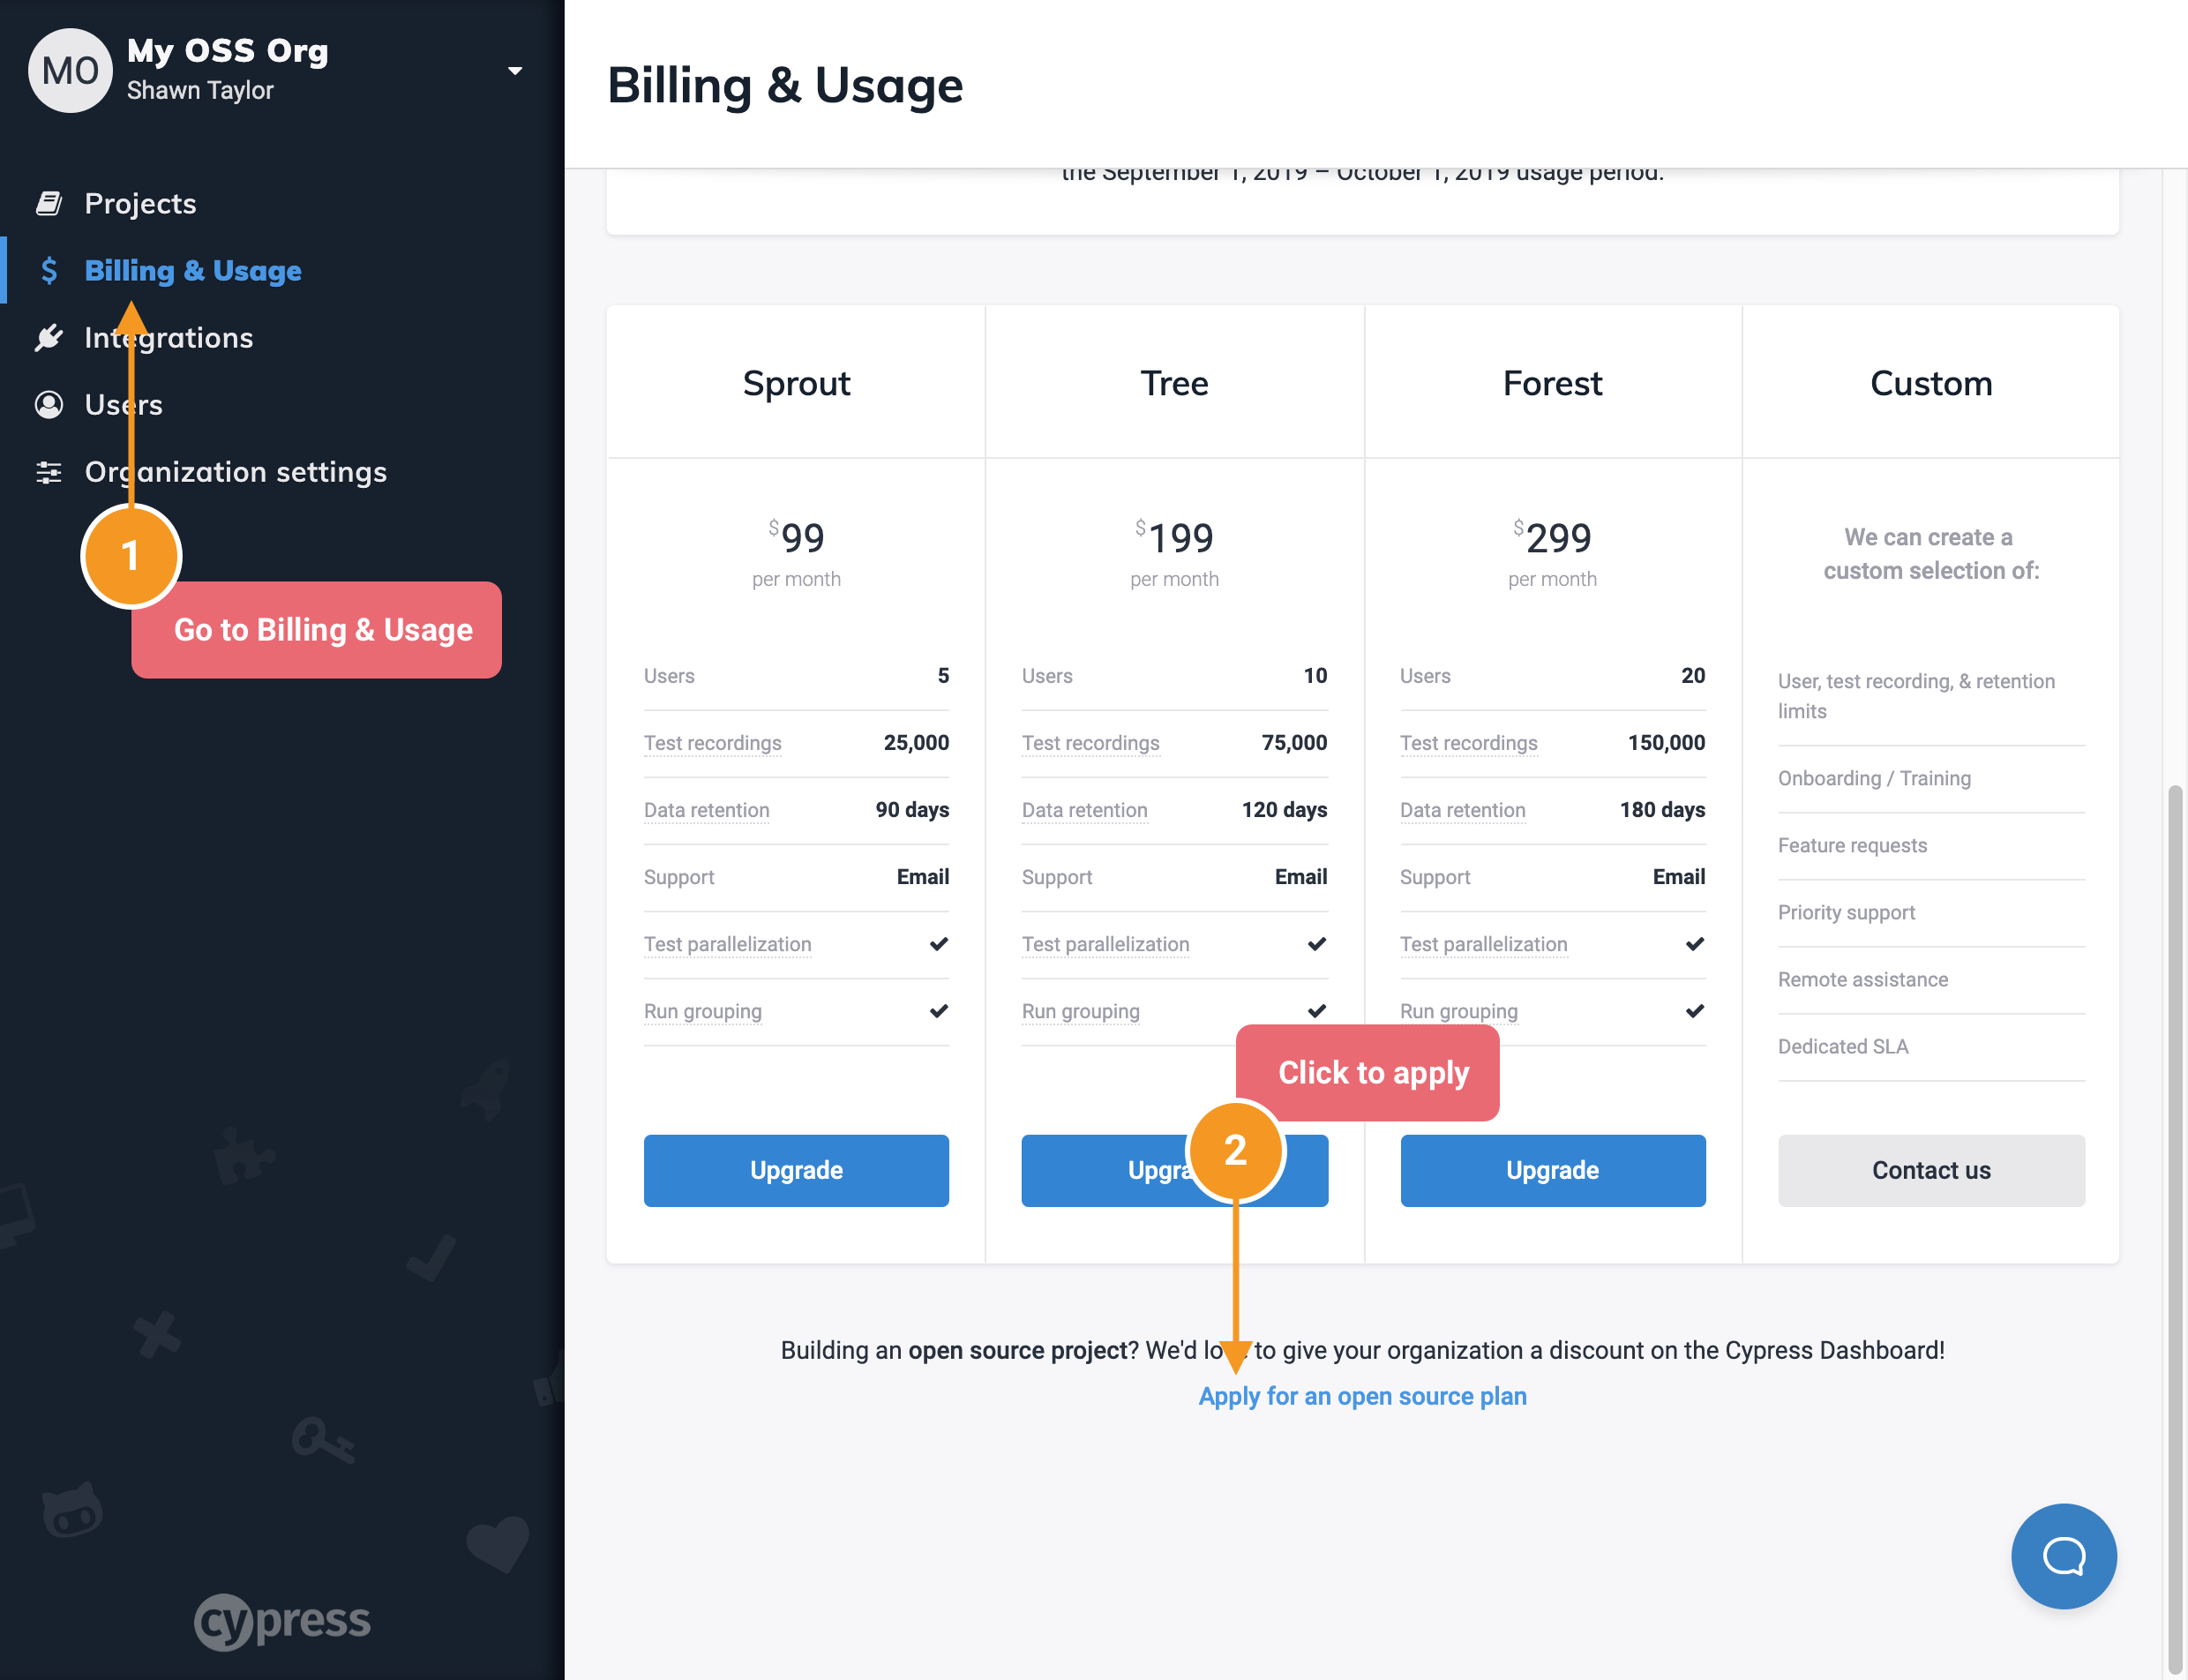 MO
My OSS Org
Shawn Taylor
Projects
$ Billing & Usage
Integrations
Users
Organization settings
1
Go to Billing & Usage
cypress
Billing & Usage
the September 1, 2019 – October 1, 2019 usage period.
Sprout
$99
per month
Users 5
Test recordings 25,000
Data retention 90 days
Support Email
Test parallelization ✔
Run grouping ✔
Upgrade
Tree
$199
per month
Users 10
Test recordings 75,000
Data retention 120 days
Support Email
Test parallelization ✔
Run grouping ✔
Upgra
Forest
$299
per month
Users 20
Test recordings 150,000
Data retention 180 days
Support Email
Test parallelization ✔
Run grouping ✔
Upgrade
Custom
We can create a
custom selection of:
User, test recording, & retention
limits
Onboarding / Training
Feature requests
Priority support
Remote assistance
Dedicated SLA
Contact us
Click to apply
2
Building an open source project? We'd love to give your organization a discount on the Cypress Dashboard!
Apply for an open source plan